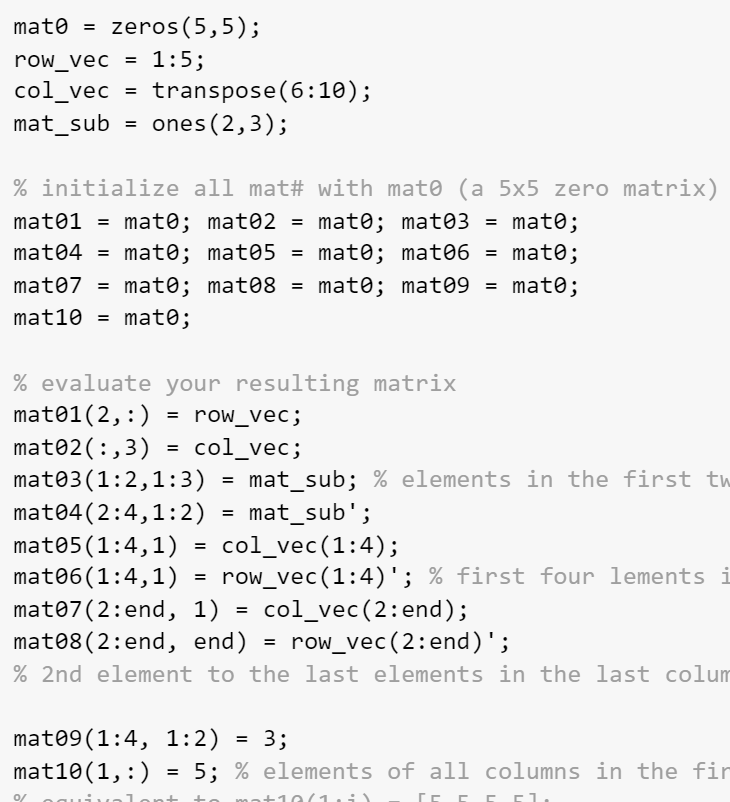 mat0 = zeros(5,5);
row_vec = 1:5;
col_vec = transpose(6:10);
mat_sub = ones(2,3);
% initialize all mat# with mat0 (a 5x5 zero matrix)
mat01 = mat0; mat02 = mat0; mat03 = mat0;
mat04 = mat0; mat05 = mat0; mat06 = mat0;
mat07 = mat0; mat08 = mat0; mat09 = mat0;
mat10 = mat0;
% evaluate your resulting matrix
mat01(2,:) = row_vec;
mat02(:,3) = col_vec;
mat03(1:2,1:3) = mat_sub; % elements in the first tw
mat04(2:4,1:2) = mat_sub';
mat05(1:4,1) = col_vec(1:4);
mat06(1:4,1) = row_vec(1:4)'; % first four lements i
mat07(2:end, 1) = col_vec(2:end);
mat08(2:end, end) = row_vec(2:end)';
% 2nd element to the last elements in the last colum
mat09(1:4, 1:2) = 3;
mat10(1,:) = 5; % elements of all columns in the fir
% equivalent to mat10(1:i) = [5 5 5 5];